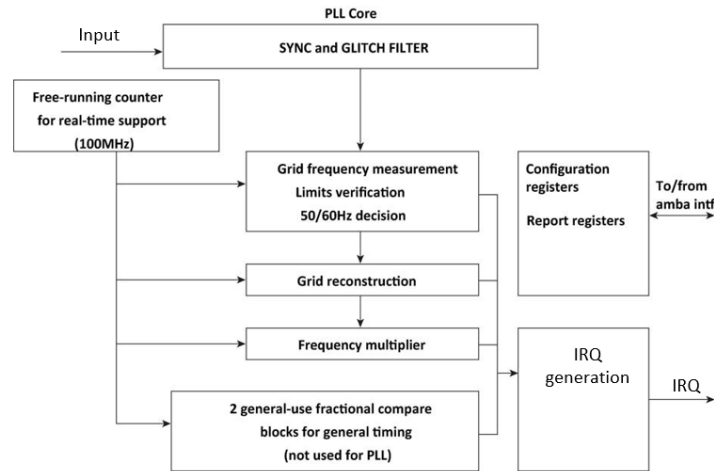 PLL Core
Input
SYNC and GLITCH FILTER
Free-running counter
for real-time support
(100MHz)
Grid frequency measurement
Limits verification
50/60Hz decision
Configuration
registers
Report registers
To/from
amba intf
Grid reconstruction
Frequency multiplier
IRQ
generation
IRQ
2 general-use fractional compare
blocks for general timing
(not used for PLL)